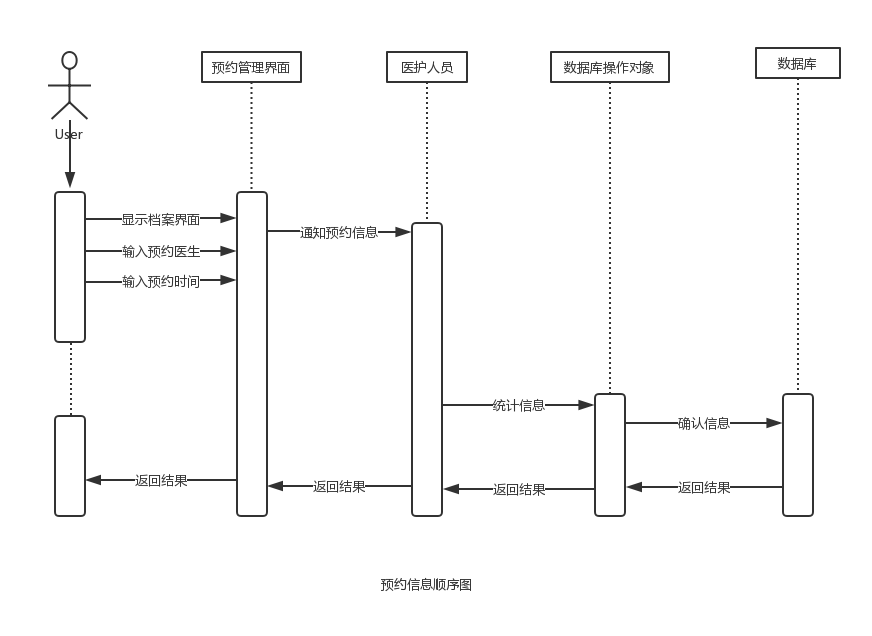 预约管理界面
医护人员
数据库操作对象
数据库
User
显示档案界面
通知预约信息
输入预约医生
输入预约时间
统计信息
确认信息
返回结果
返回结果
返回结果
返回结果
预约信息顺序图